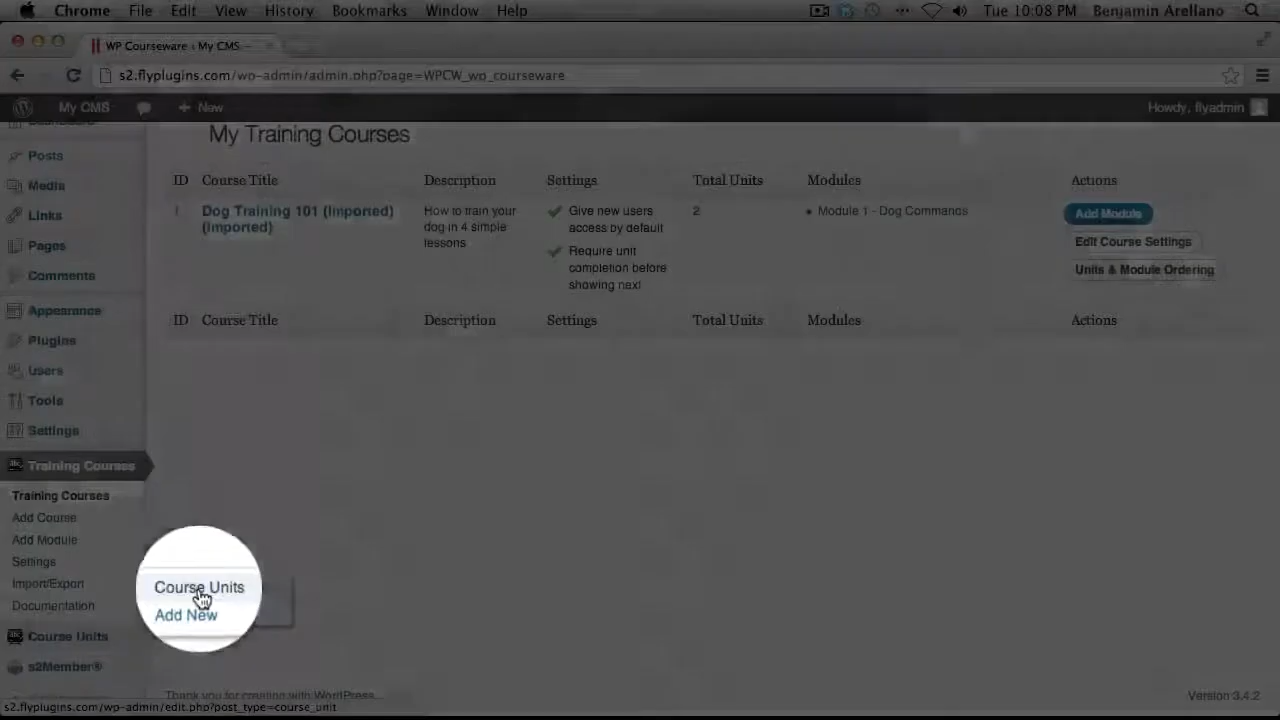 Chrome File Edit View History Bookmarks Window Help Tue 10:08 PM Benjamin Arellano
WP Courseware ‹ My CMS —
s2.flyplugins.com/wp-admin/admin.php?page=WPCW_wp_courseware
My CMS + New Howdy, flyadmin
Dashboard
Posts
Media
Links
Pages
Comments
Appearance
Plugins
Users
Tools
Settings
Training Courses
Training Courses
Add Course
Add Module
Settings
Import/Export
Documentation
Course Units
s2Member®
My Training Courses
ID Course Title Description Settings Total Units Modules Actions
1 Dog Training 101 (Imported)
(Imported)
How to train your
dog in 4 simple
lessons
Give new users
access by default
Require unit
completion before
showing next
2
• Module 1 - Dog Commands
Add Module
Edit Course Settings
Units & Module Ordering
ID Course Title Description Settings Total Units Modules Actions
Course Units
Add New
Thank you for creating with WordPress.
Version 3.4.2
s2.flyplugins.com/wp-admin/edit.php?post_type=course_unit